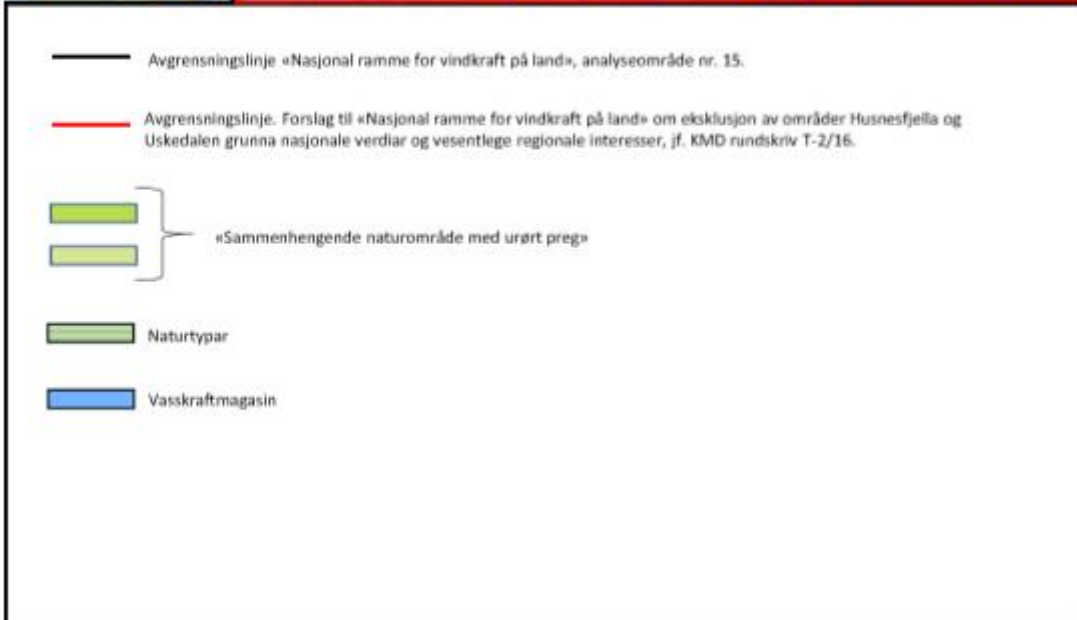 Avgrensningslinje «Nasjonal ramme for vindkraft på land», analyseområde nr. 15.
Avgrensningslinje. Forslag til «Nasjonal ramme for vindkraft på land» om eksklusjon av områder Husnesfjella og
Uskedalen grunna nasjonale verdiar og vesentlege regionale interesser, jf. KMD rundskriv T-2/16.
«Sammenhengende naturområde med urørt preg»
Naturtypar
Vasskraftmagasin